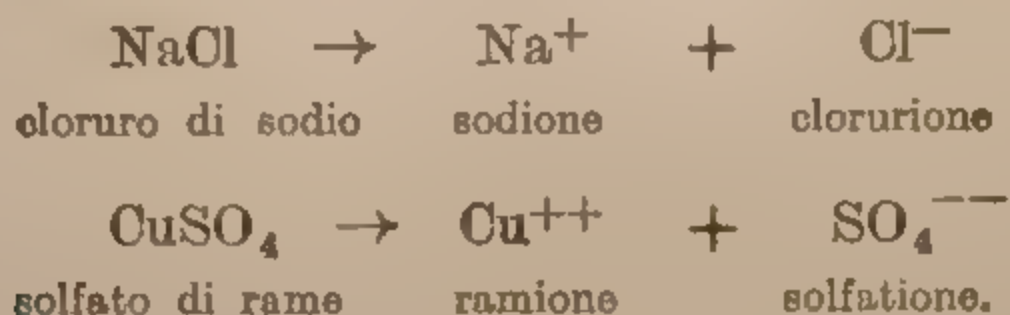 NaCl → Na⁺ + Cl⁻
cloruro di sodio sodione clorurione
CuSO₄ → Cu⁺⁺ + SO₄⁻⁻
solfato di rame ramione solfatione.